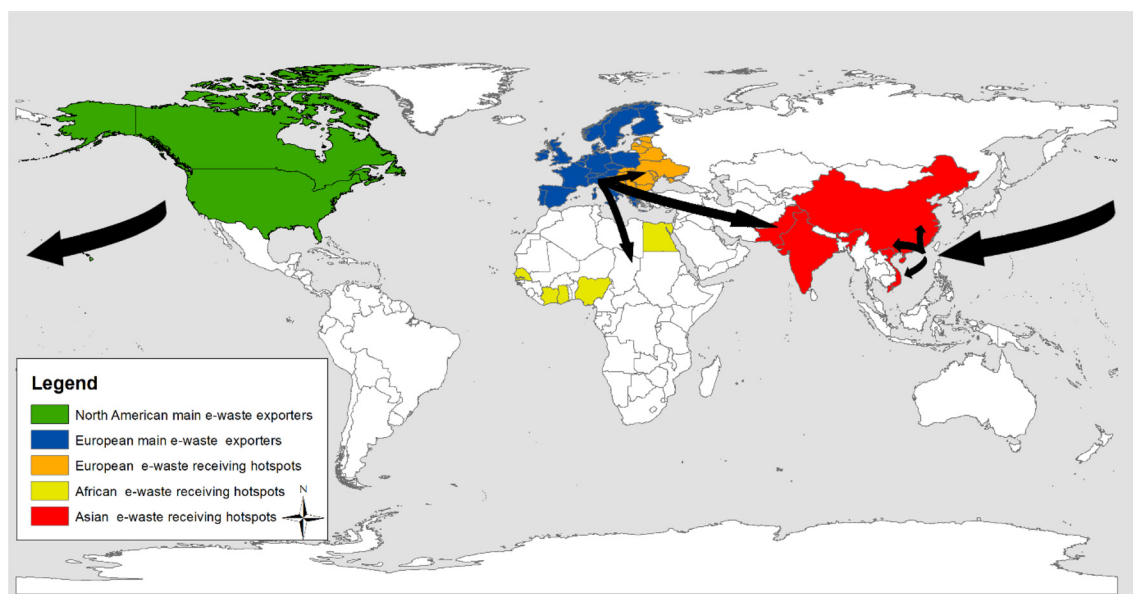 Legend
North American main e-waste exporters
European main e-waste exporters
European e-waste receiving hotspots
African e-waste receiving hotspots
Asian e-waste receiving hotspots
N